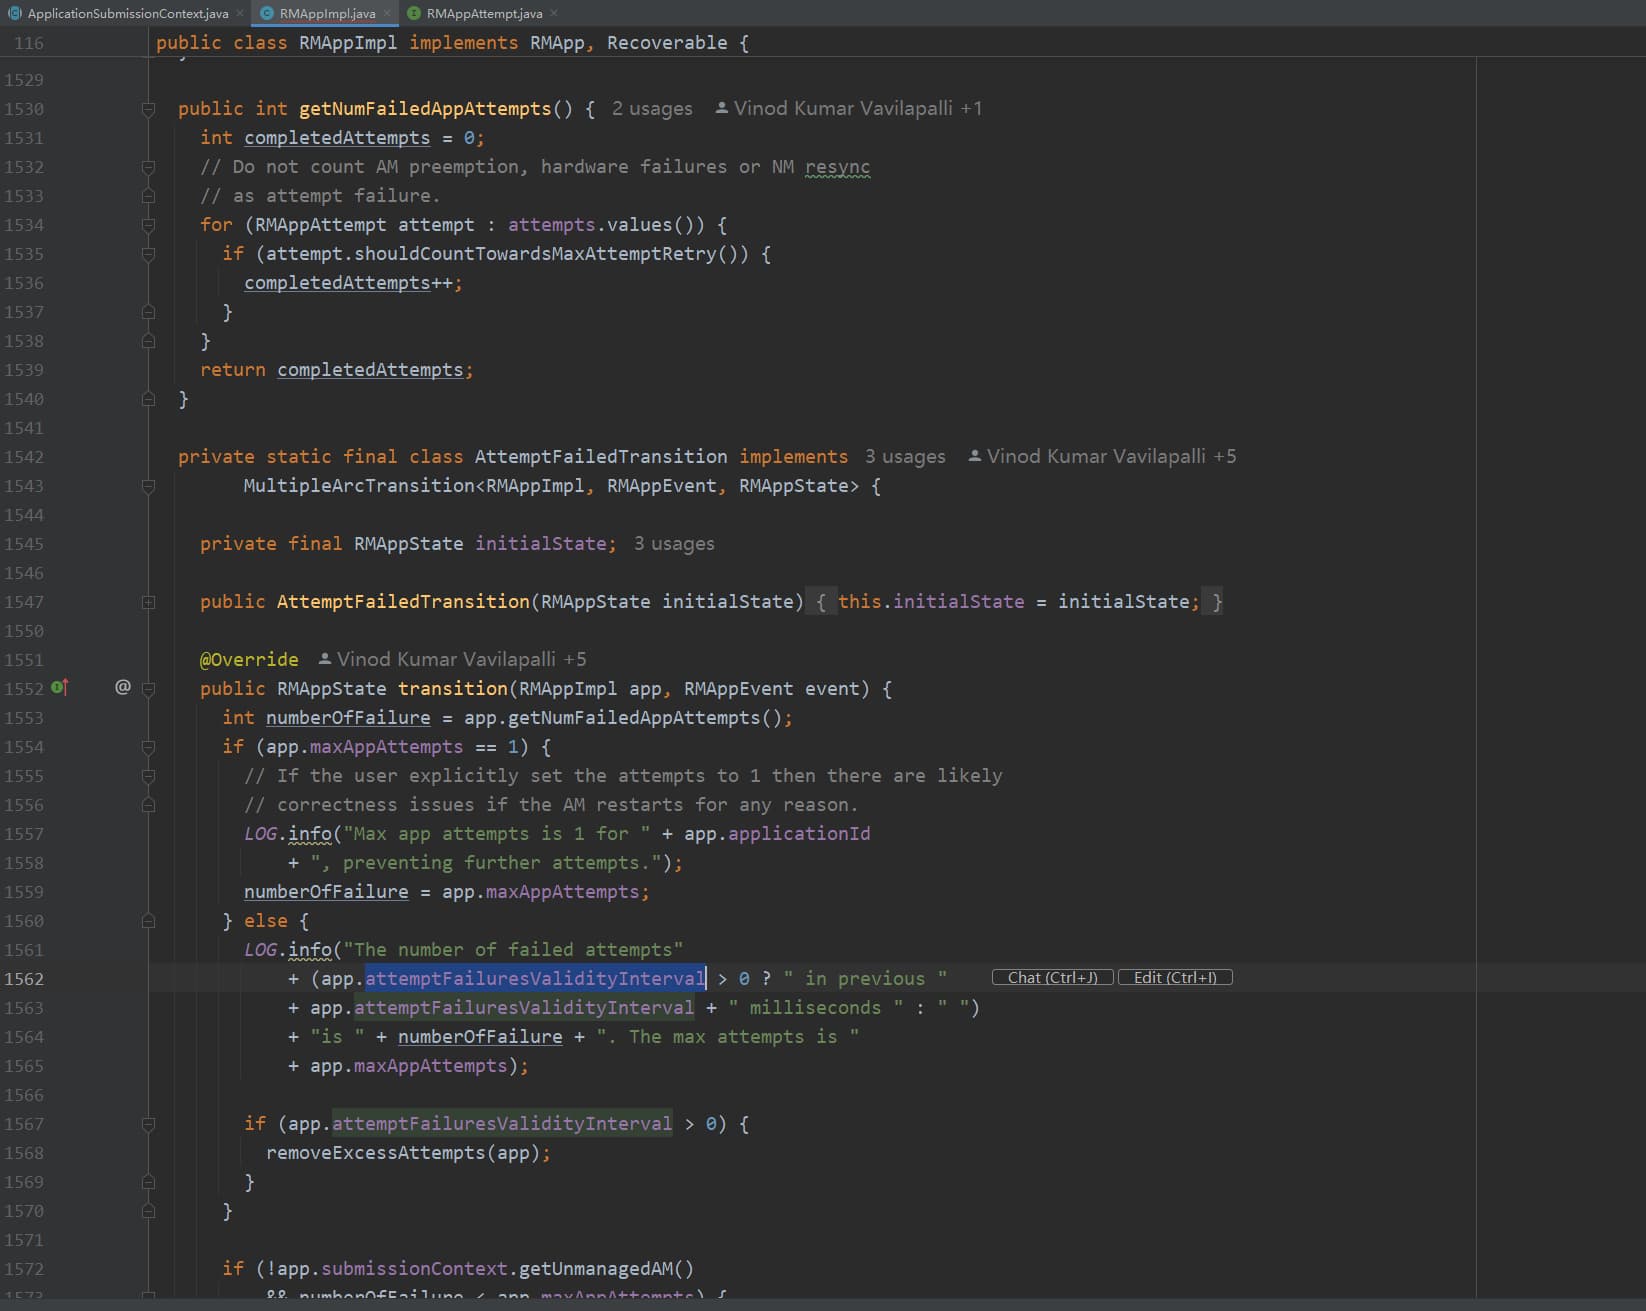 ApplicationSubmissionContext.java × RMAppImpl.java × RMAppAttempt.java ×
116 public class RMAppImpl implements RMApp, Recoverable {
1529
1530 public int getNumFailedAppAttempts() { 2 usages Vinod Kumar Vavilapalli +1
1531 int completedAttempts = 0;
1532 // Do not count AM preemption, hardware failures or NM resync
1533 // as attempt failure.
1534 for (RMAppAttempt attempt : attempts.values()) {
1535 if (attempt.shouldCountTowardsMaxAttemptRetry()) {
1536 completedAttempts++;
1537 }
1538 }
1539 return completedAttempts;
1540 }
1541
1542 private static final class AttemptFailedTransition implements 3 usages Vinod Kumar Vavilapalli +5
1543 MultipleArcTransition<RMAppImpl, RMAppEvent, RMAppState> {
1544
1545 private final RMAppState initialState; 3 usages
1546
1547 public AttemptFailedTransition(RMAppState initialState) { this.initialState = initialState; }
1550
1551 @Override Vinod Kumar Vavilapalli +5
1552 @ public RMAppState transition(RMAppImpl app, RMAppEvent event) {
1553 int numberOfFailure = app.getNumFailedAppAttempts();
1554 if (app.maxAppAttempts == 1) {
1555 // If the user explicitly set the attempts to 1 then there are likely
1556 // correctness issues if the AM restarts for any reason.
1557 LOG.info("Max app attempts is 1 for " + app.applicationId
1558 + ", preventing further attempts.");
1559 numberOfFailure = app.maxAppAttempts;
1560 } else {
1561 LOG.info("The number of failed attempts"
1562 + (app.attemptFailuresValidityInterval > 0 ? " in previous " Chat (Ctrl+J) Edit (Ctrl+I)
1563 + app.attemptFailuresValidityInterval + " milliseconds " : " ")
1564 + "is " + numberOfFailure + ". The max attempts is "
1565 + app.maxAppAttempts);
1566
1567 if (app.attemptFailuresValidityInterval > 0) {
1568 removeExcessAttempts(app);
1569 }
1570 }
1571
1572 if (!app.submissionContext.getUnmanagedAM()
1573 && numberOfFailure < app.maxAppAttempts) {